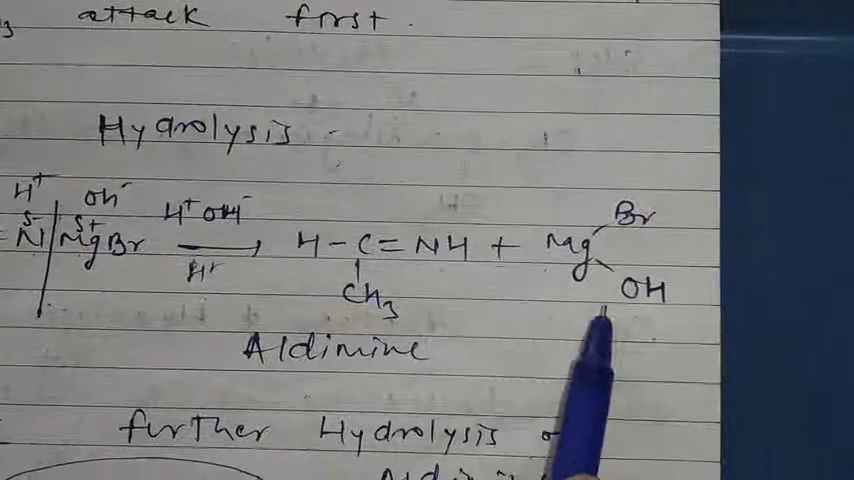 attack first.
Hydrolysis -
H⁺ OH⁻
δ⁻ δ⁺ H⁺ OH⁻ Br
=N | MgBr ⟶ H - C = NH + Mg
H⁺ | OH
CH₃
Aldimine
further Hydrolysis